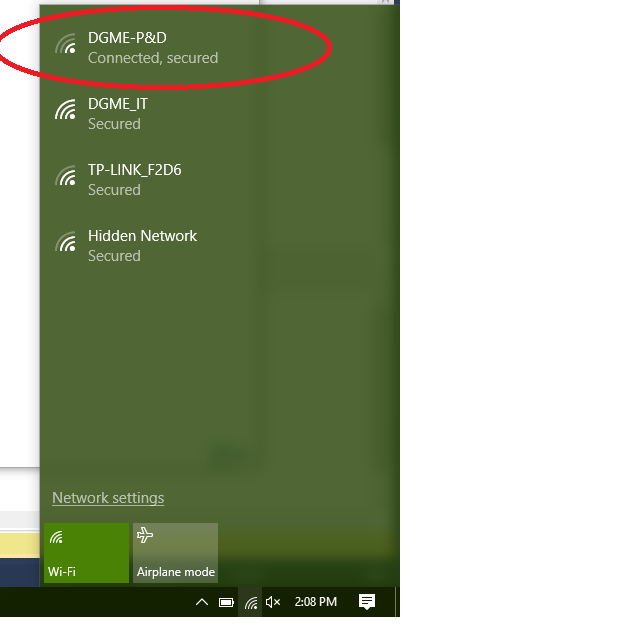 DGME-P&D
Connected, secured
DGME_IT
Secured
TP-LINK_F2D6
Secured
Hidden Network
Secured
Network settings
Wi-Fi
Airplane mode
2:08 PM